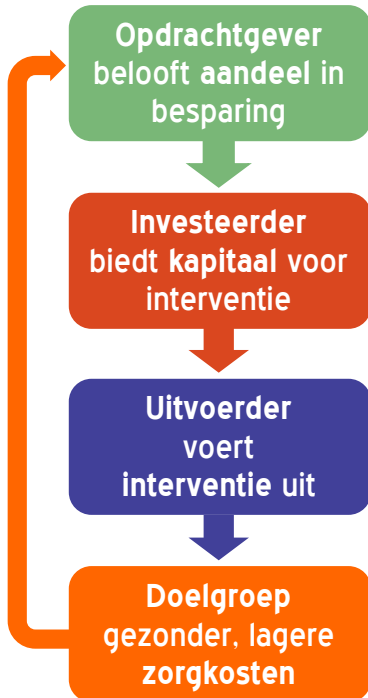 Opdrachtgever
belooft aandeel in
besparing
Investeerder
biedt kapitaal voor
interventie
Uitvoerder
voert
interventie uit
Doelgroep
gezonder, lagere
zorgkosten